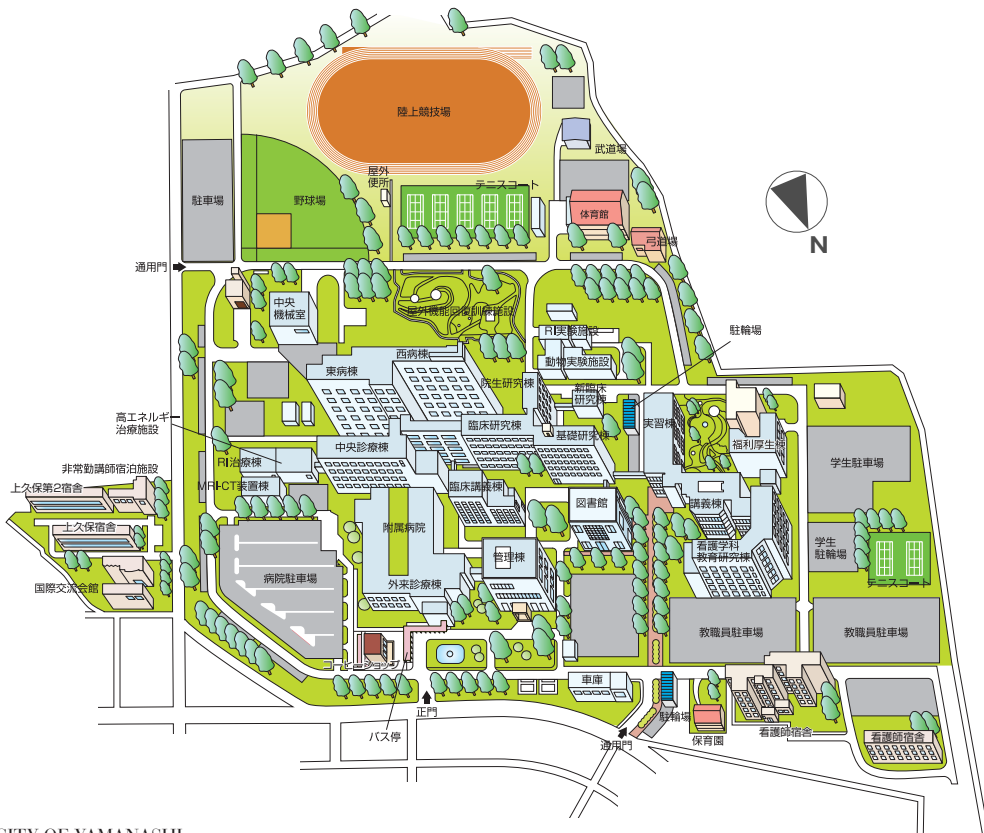 陸上競技場
武道場
屋外
便所
テニスコート
駐車場
野球場
体育館
弓道場
N
通用門
中央
機械室
屋外機能回復訓練施設
RI実験施設
駐輪場
西病棟
動物実験施設
東病棟
院生研究棟
新臨床
研究棟
高エネルギー
治療施設
臨床研究棟
基礎研究棟
実習棟
福利厚生棟
中央診療棟
学生駐車場
RI治療棟
非常勤講師宿泊施設
MRI-CT装置棟
臨床講義棟
上久保第2宿舎
図書館
講義棟
附属病院
上久保宿舎
学生
駐輪場
看護学科
教育研究棟
管理棟
病院駐車場
外来診療棟
テニスコート
国際交流会館
教職員駐車場
教職員駐車場
コーヒーショップ
車庫
正門
駐輪場
バス停
通用門
保育園
看護師宿舎
看護師宿舎